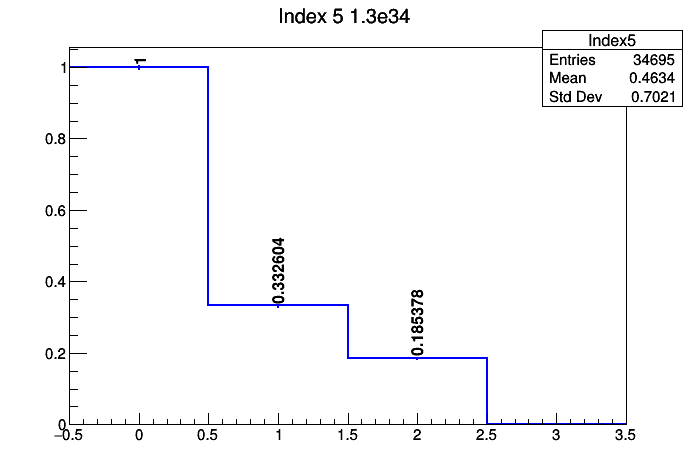 Index 5 1.3e34
Index5
Entries 34695
Mean 0.4634
Std Dev 0.7021
1
0.8
0.6
0.4
0.2
0
1
0.332604
0.185378
−0.5 0 0.5 1 1.5 2 2.5 3 3.5